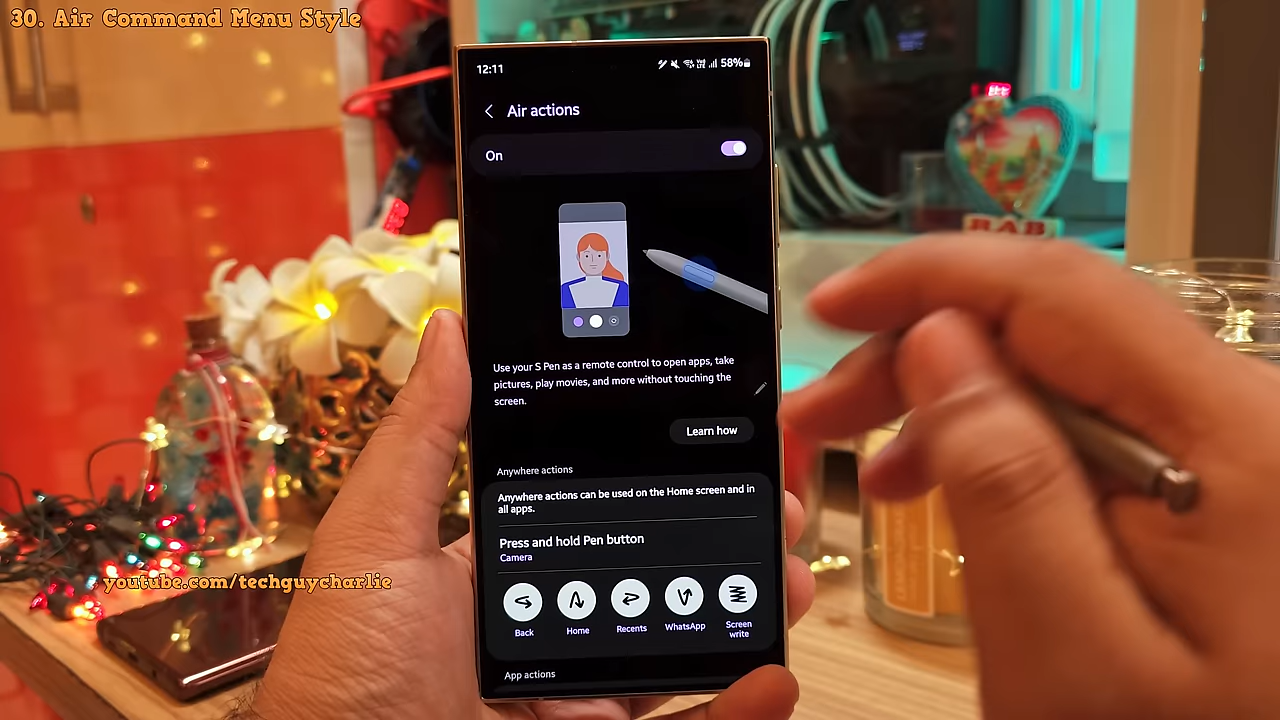 30. Air Command Menu Style
12:11
58%
Air actions
On
Use your S Pen as a remote control to open apps, take
pictures, play movies, and more without touching the
screen.
Learn how
Anywhere actions
Anywhere actions can be used on the Home screen and in
all apps.
Press and hold Pen button
Camera
Back
Home
Recents
WhatsApp
Screen
write
App actions
RAB
youtube.com/techguycharlie